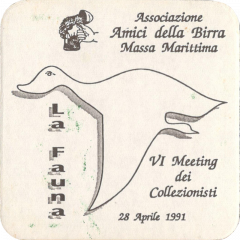 Associazione
Amici della Birra
Massa Marittima
La Fauna
VI Meeting
dei
Collezionisti
28 Aprile 1991